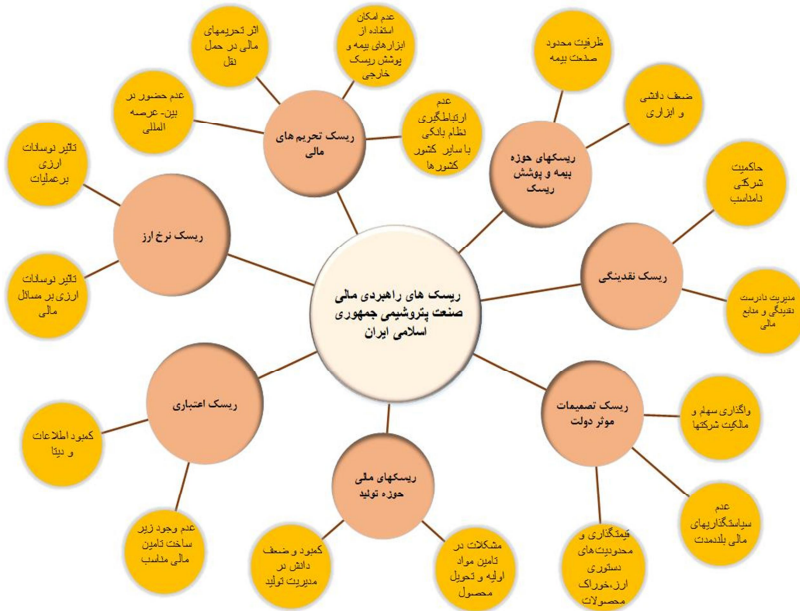 ریسک های راهبردی مالی
صنعت پتروشیمی جمهوری
اسلامی ایران
ریسک تحریم های
مالی
عدم حضور در
بین- عرصه
المللی
اثر تحریمهای
مالی در حمل
نقل
عدم امکان
استفاده از
ابزارهای بیمه و
پوشش ریسک
خارجی
عدم
ارتباطگیری
نظام بانکی
با سایر کشور
کشورها
ریسکهای حوزه
بیمه و پوشش
ریسک
ظرفیت محدود
صنعت بیمه
ضعف دانشی
و ابزاری
ریسک نقدینگی
حاکمیت
شرکتی
نامناسب
مدیریت نادرست
نقدینگی و منابع
مالی
ریسک تصمیمات
موثر دولت
واگذاری سهام و
مالکیت شرکتها
عدم
سیاستگذاریهای
مالی بلندمدت
قیمتگذاری و
محدودیت‌های
دستوری
ارز،خوراک
محصولات
ریسکهای مالی
حوزه تولید
مشکلات در
تامین مواد
اولیه و تحویل
محصول
کمبود و ضعف
دانش در
مدیریت تولید
ریسک اعتباری
عدم وجود زیر
ساخت تامین
مالی مناسب
کمبود اطلاعات
و دیتا
ریسک نرخ ارز
تاثیر نوسانات
ارزی بر مسائل
مالی
تاثیر نوسانات
ارزی
برعملیات